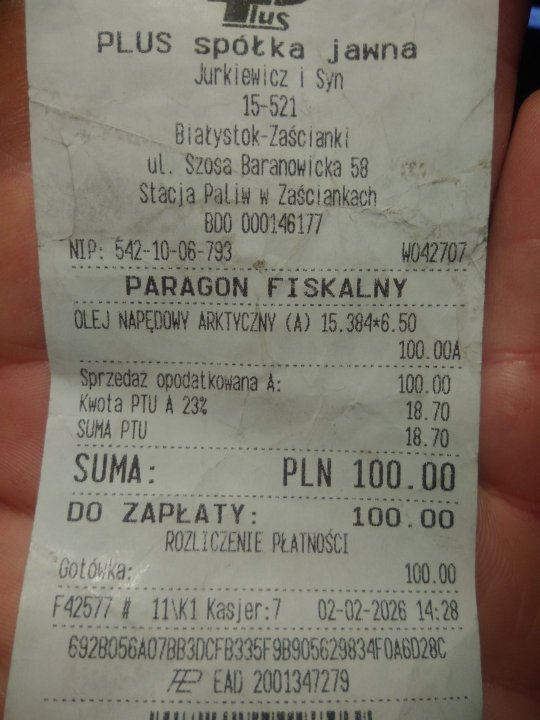 Plus
PLUS spółka jawna
Jurkiewicz i Syn
15-521
Białystok-Zaścianki
ul. Szosa Baranowicka 58
Stacja Paliw w Zaściankach
BDO 000146177
NIP: 542-10-06-793 W042707
PARAGON FISKALNY
OLEJ NAPĘDOWY ARKTYCZNY (A) 15.384*6.50
100.00A
Sprzedaż opodatkowana A: 100.00
Kwota PTU A 23% 18.70
SUMA PTU 18.70
SUMA: PLN 100.00
DO ZAPŁATY: 100.00
ROZLICZENIE PŁATNOŚCI
Gotówka: 100.00
F42577 # 11\K1 Kasjer:7 02-02-2026 14:28
692B056A07BB3DCFB335F9B905629834F0A6D28C
EAD 2001347279